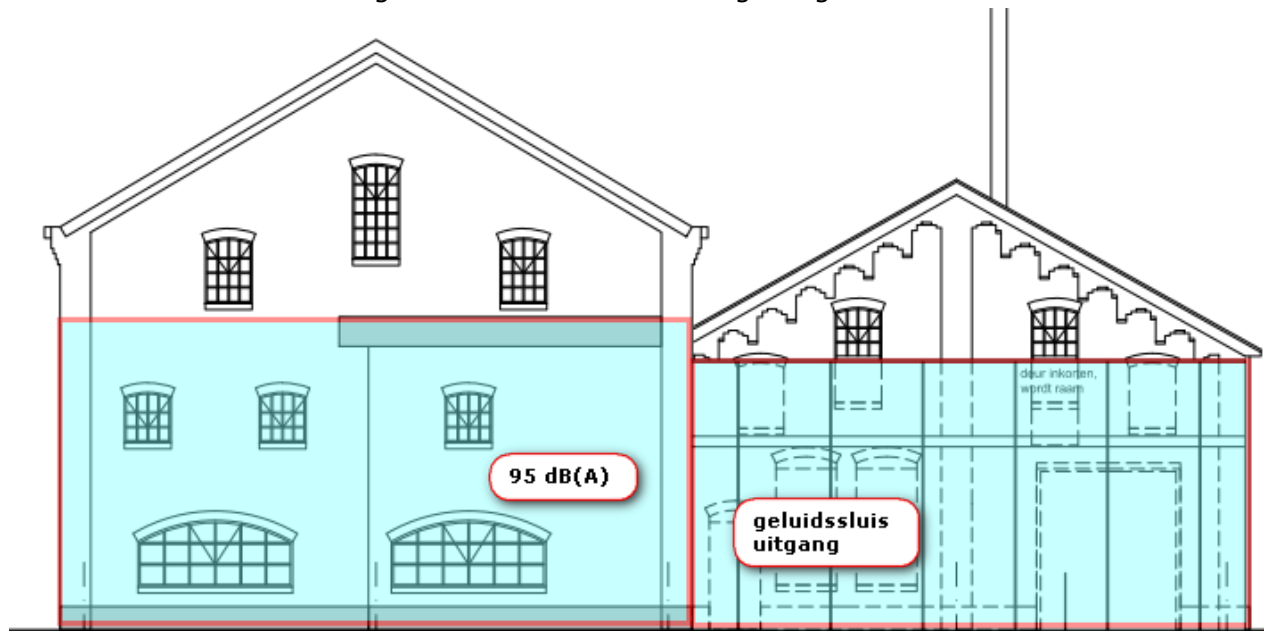 deur inkorten,
wordt raam
95 dB(A)
geluidssluis
uitgang